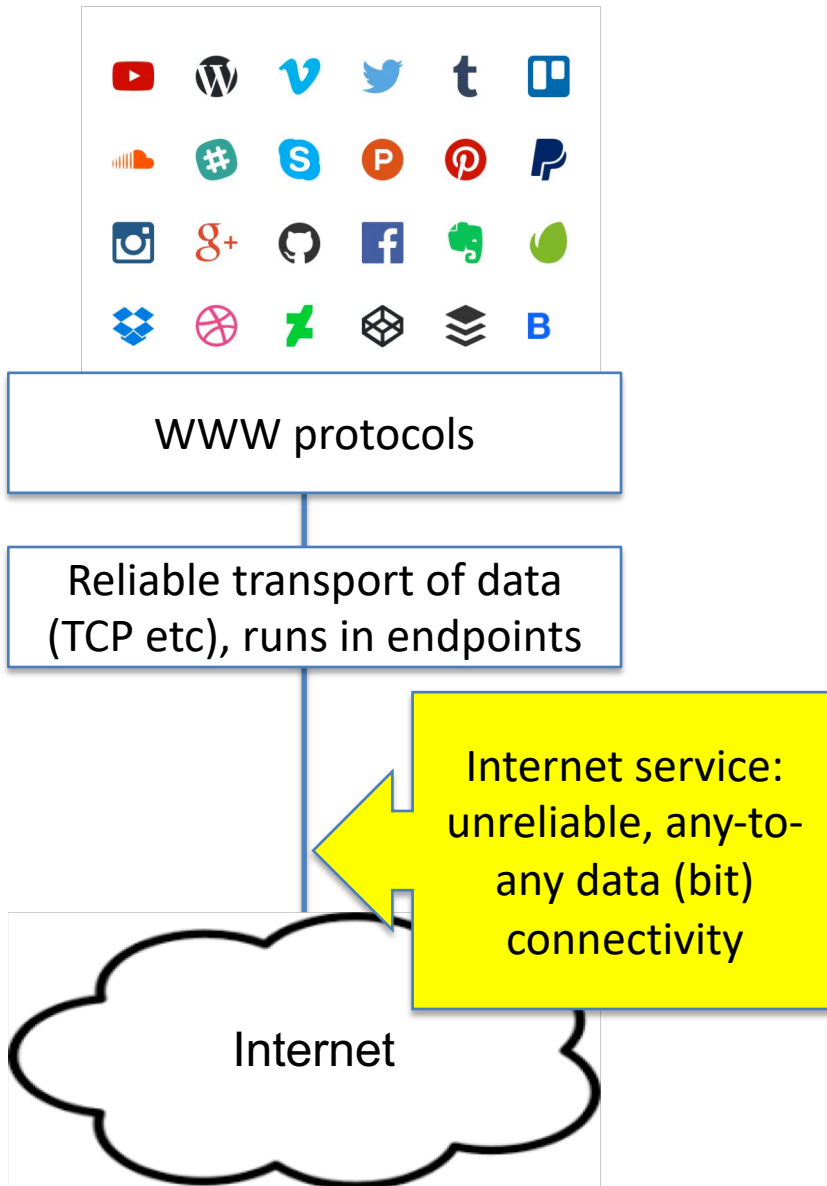 t
S
P
g+
f
B
WWW protocols
Reliable transport of data
(TCP etc), runs in endpoints
Internet service:
unreliable, any-to-
any data (bit)
connectivity
Internet